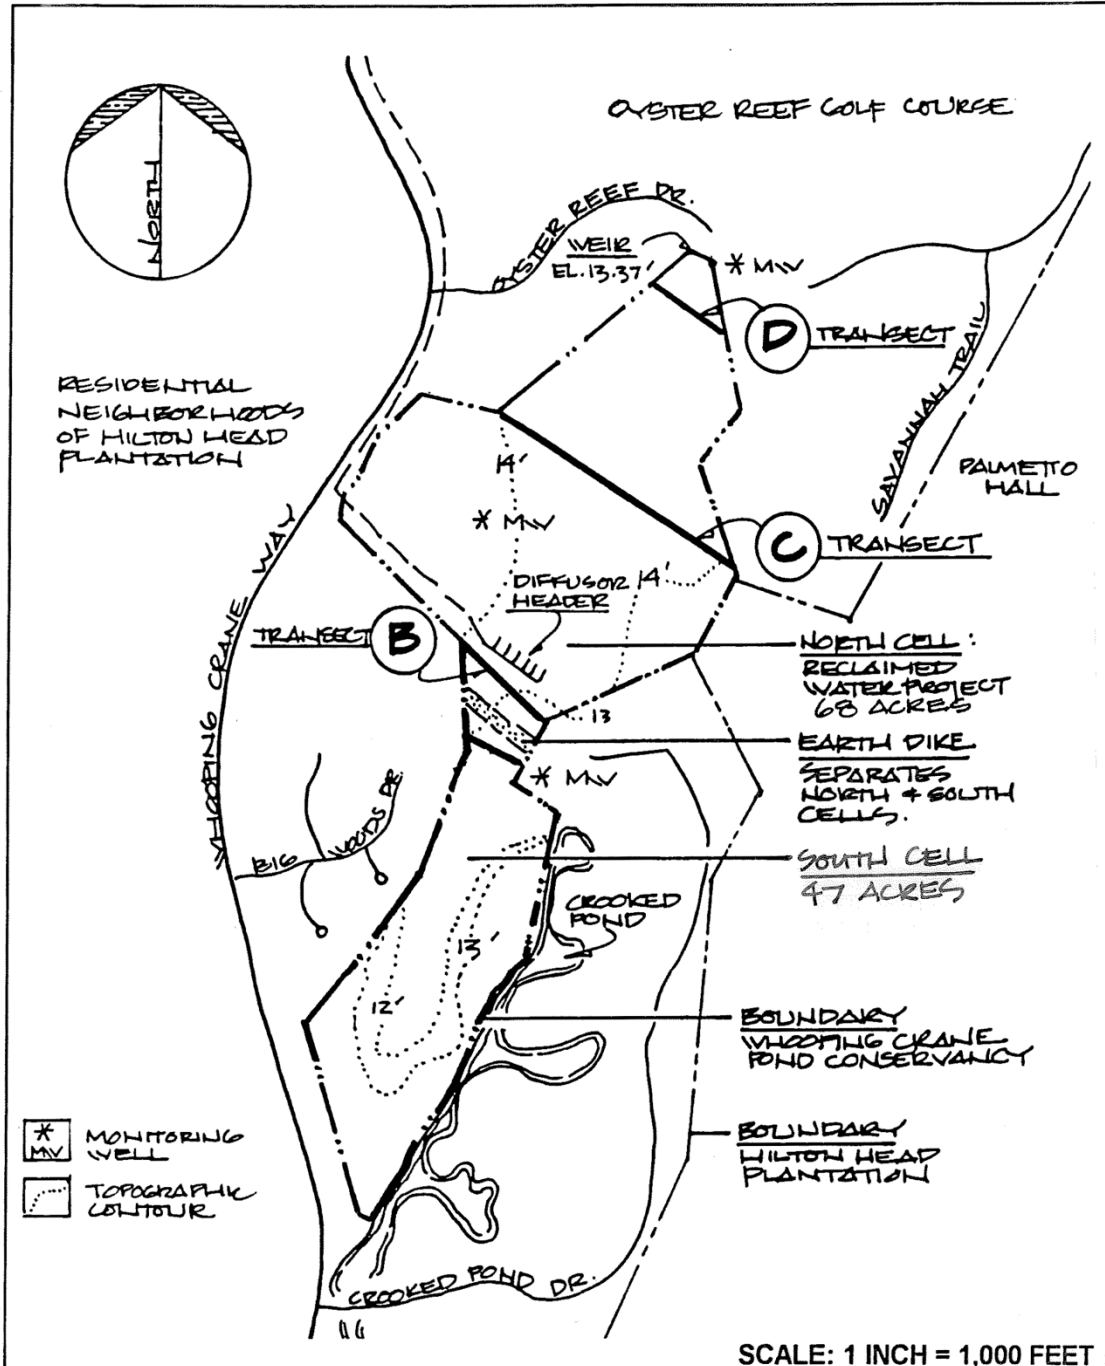 OYSTER REEF GOLF COURSE
NORTH
OYSTER REEF DR.
WEIR
EL. 13.37'
* MW
D
TRANSECT
RESIDENTIAL
NEIGHBORHOODS
OF HILTON HEAD
PLANTATION
SAVANNAH TRAIL
PALMETTO
HALL
14'
* MW
C
TRANSECT
WHOOPING CRANE WAY
DIFFUSOR
HEADER
14'
TRANSECT
B
NORTH CELL:
RECLAIMED
WATER PROJECT
68 ACRES
13
EARTH DIKE
SEPARATES
NORTH & SOUTH
CELLS.
* MW
BIG WOODS DR.
SOUTH CELL
47 ACRES
CROOKED
POND
13'
12'
BOUNDARY
WHOOPING CRANE
POND CONSERVANCY
BOUNDARY
HILTON HEAD
PLANTATION
* MW
MONITORING
WELL
TOPOGRAPHIC
CONTOUR
CROOKED POND DR.
SCALE: 1 INCH = 1,000 FEET